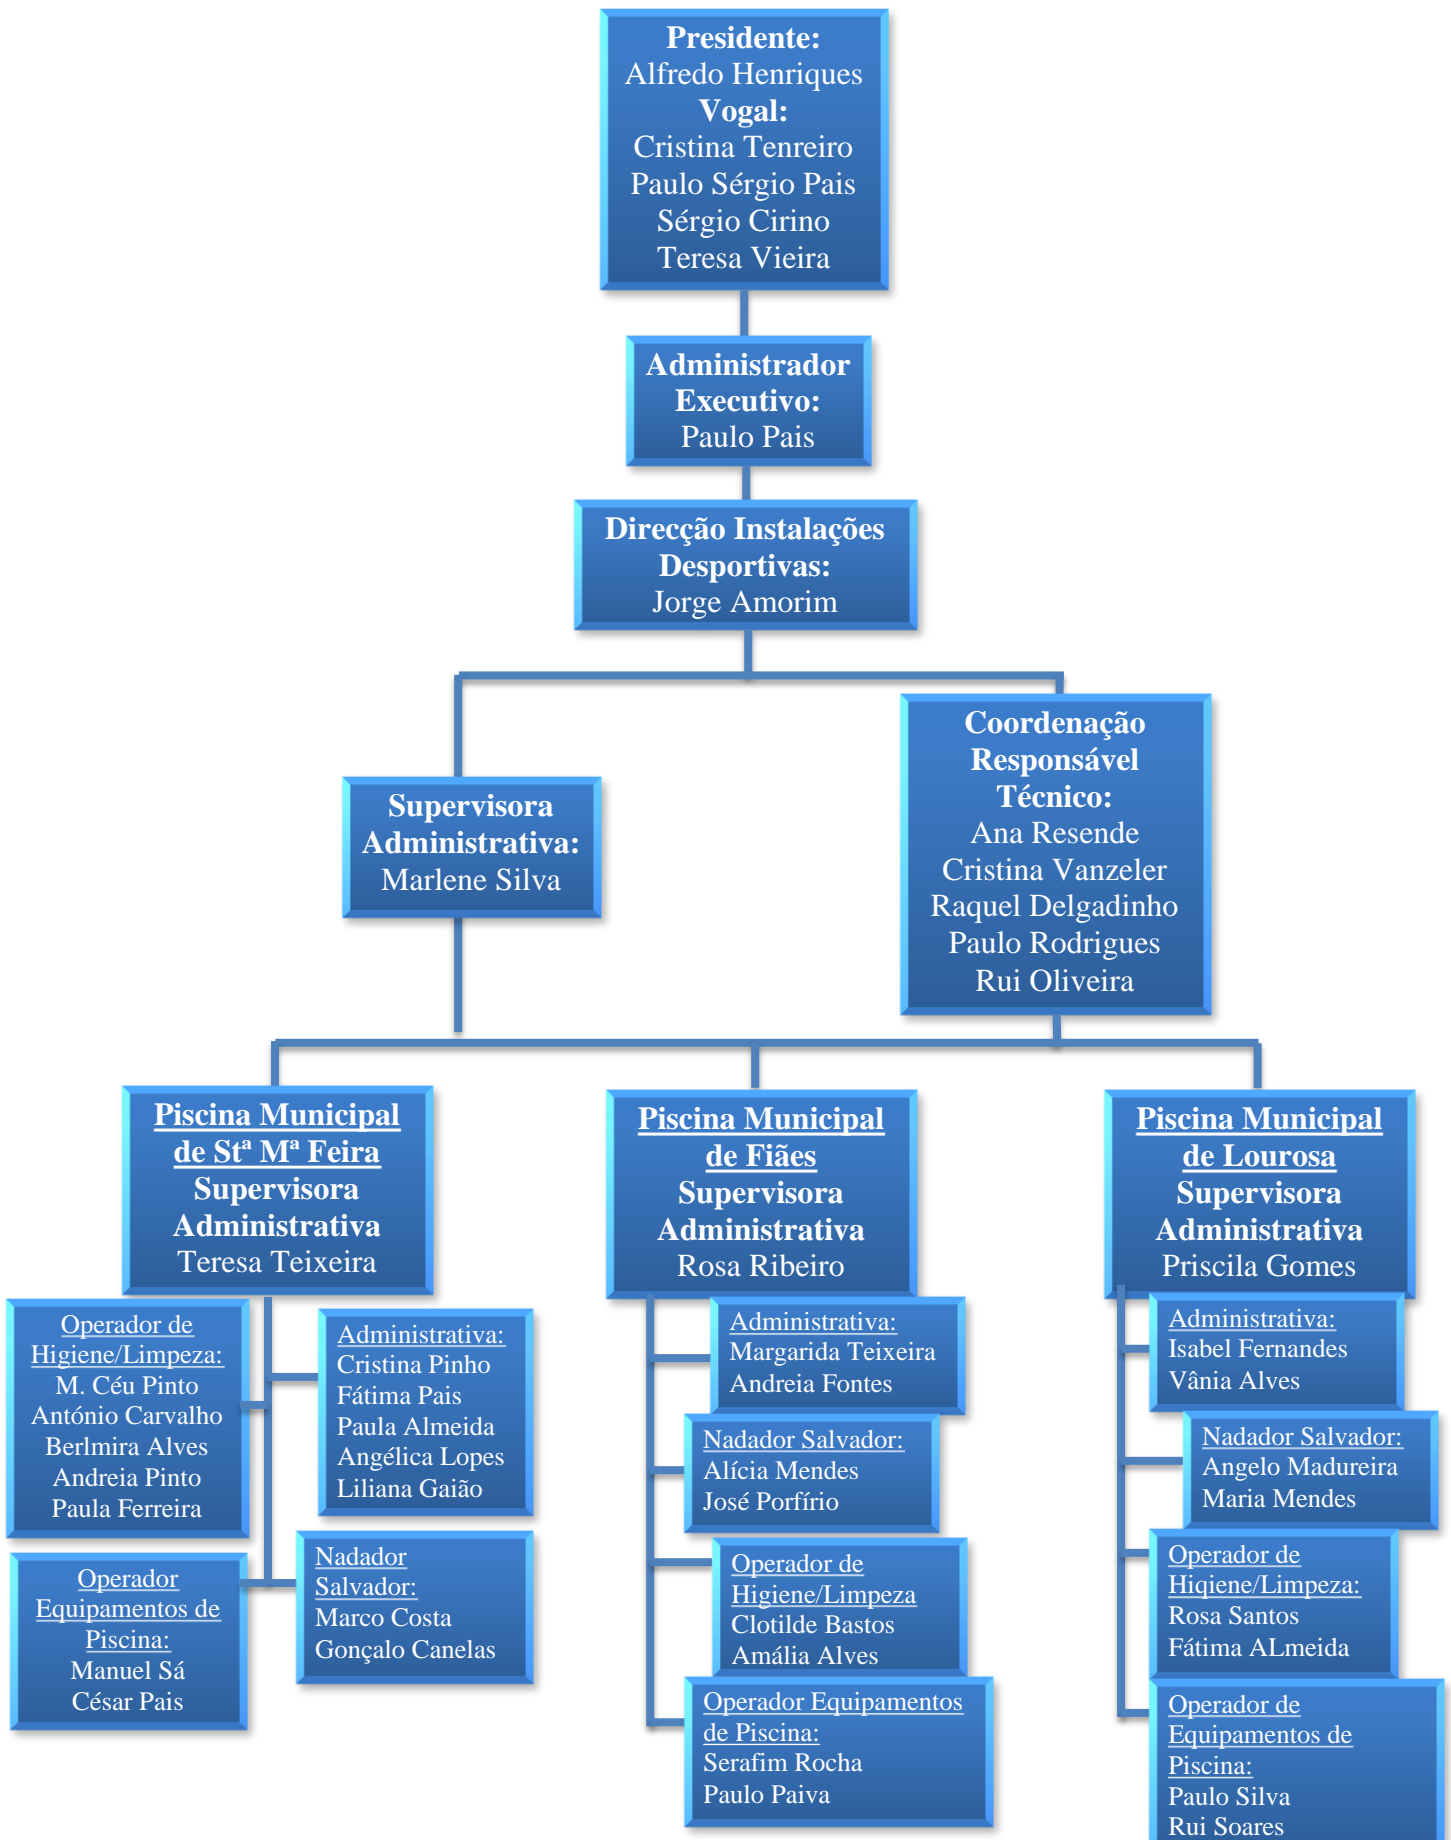 Presidente:
Alfredo Henriques
Vogal:
Cristina Tenreiro
Paulo Sérgio Pais
Sérgio Cirino
Teresa Vieira
Administrador
Executivo:
Paulo Pais
Direcção Instalações
Desportivas:
Jorge Amorim
Supervisora
Administrativa:
Marlene Silva
Coordenação
Responsável
Técnico:
Ana Resende
Cristina Vanzeler
Raquel Delgadinho
Paulo Rodrigues
Rui Oliveira
Piscina Municipal
de Stª Mª Feira
Supervisora
Administrativa
Teresa Teixeira
Operador de
Higiene/Limpeza:
M. Céu Pinto
António Carvalho
Berlmira Alves
Andreia Pinto
Paula Ferreira
Administrativa:
Cristina Pinho
Fátima Pais
Paula Almeida
Angélica Lopes
Liliana Gaião
Operador
Equipamentos de
Piscina:
Manuel Sá
César Pais
Nadador
Salvador:
Marco Costa
Gonçalo Canelas
Piscina Municipal
de Fiães
Supervisora
Administrativa
Rosa Ribeiro
Administrativa:
Margarida Teixeira
Andreia Fontes
Nadador Salvador:
Alícia Mendes
José Porfírio
Operador de
Higiene/Limpeza
Clotilde Bastos
Amália Alves
Operador Equipamentos
de Piscina:
Serafim Rocha
Paulo Paiva
Piscina Municipal
de Lourosa
Supervisora
Administrativa
Priscila Gomes
Administrativa:
Isabel Fernandes
Vânia Alves
Nadador Salvador:
Angelo Madureira
Maria Mendes
Operador de
Hiqiene/Limpeza:
Rosa Santos
Fátima ALmeida
Operador de
Equipamentos de
Piscina:
Paulo Silva
Rui Soares